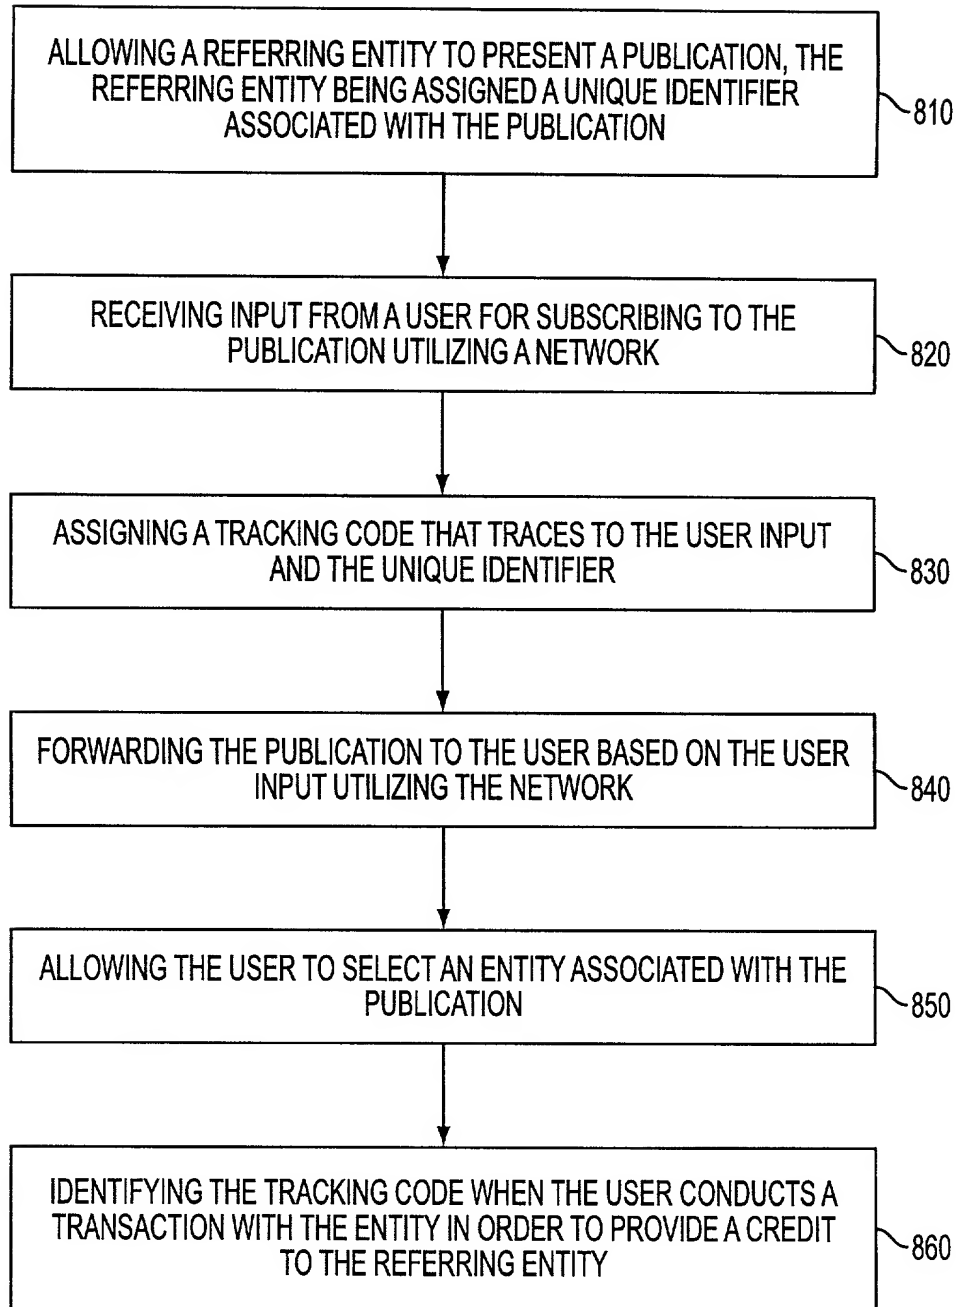 ALLOWING A REFERRING ENTITY TO PRESENT A PUBLICATION, THE
REFERRING ENTITY BEING ASSIGNED A UNIQUE IDENTIFIER
ASSOCIATED WITH THE PUBLICATION
810
RECEIVING INPUT FROM A USER FOR SUBSCRIBING TO THE
PUBLICATION UTILIZING A NETWORK
820
ASSIGNING A TRACKING CODE THAT TRACES TO THE USER INPUT
AND THE UNIQUE IDENTIFIER
830
FORWARDING THE PUBLICATION TO THE USER BASED ON THE USER
INPUT UTILIZING THE NETWORK
840
ALLOWING THE USER TO SELECT AN ENTITY ASSOCIATED WITH THE
PUBLICATION
850
IDENTIFYING THE TRACKING CODE WHEN THE USER CONDUCTS A
TRANSACTION WITH THE ENTITY IN ORDER TO PROVIDE A CREDIT
TO THE REFERRING ENTITY
860